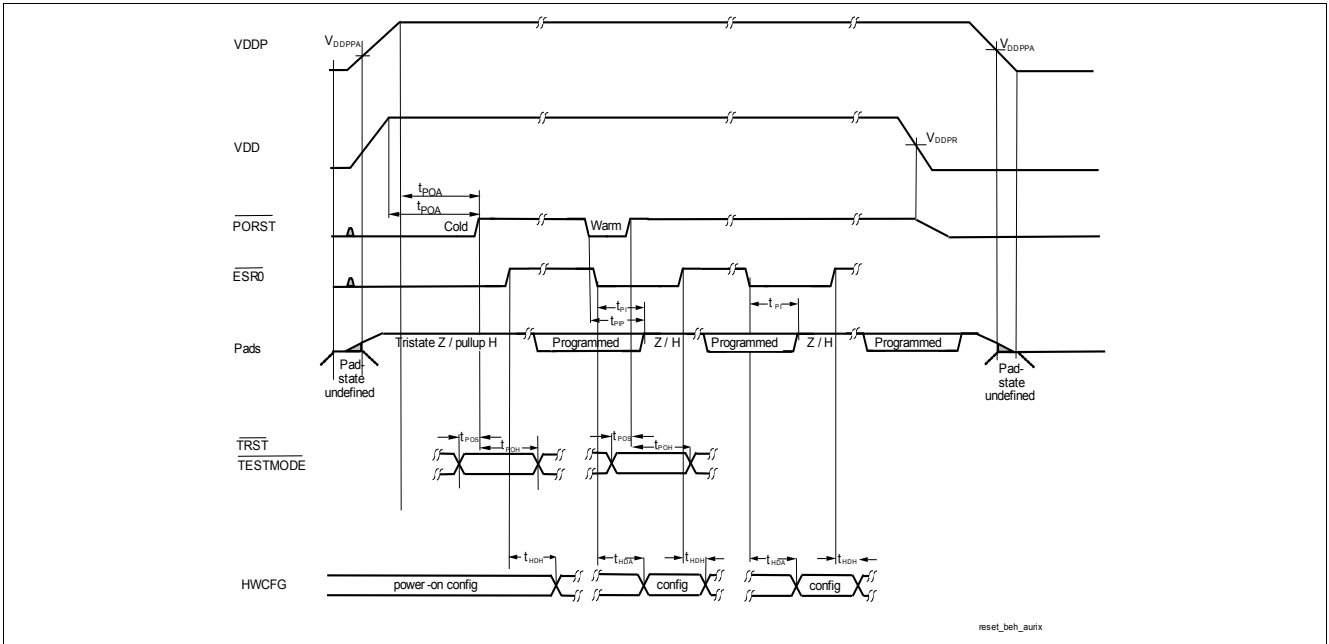 VDDP
VDDPPA
VDDPPA
VDD
VDDPR
tPOA
tPOA
PORST
Cold
Warm
ESR0
tPI
tPI
tPIP
Pads
Tristate Z / pullup H
Programmed
Z / H
Programmed
Z / H
Programmed
Pad-
state
undefined
Pad-
state
undefined
TRST
TESTMODE
tPOS
tPOH
tPOS
tPOH
tHDH
tHDA
tHDH
tHDA
tHDH
HWCFG
power -on config
config
config
reset_beh_aurix